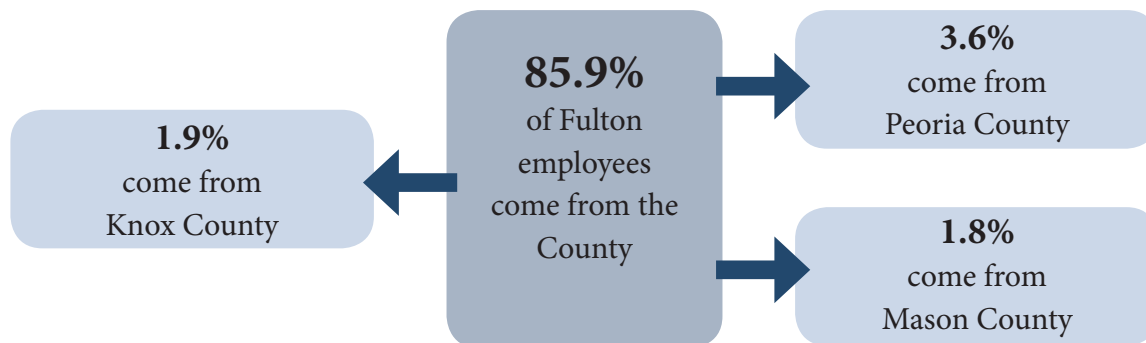 1.9%
come from
Knox County
85.9%
of Fulton
employees
come from the
County
3.6%
come from
Peoria County
1.8%
come from
Mason County